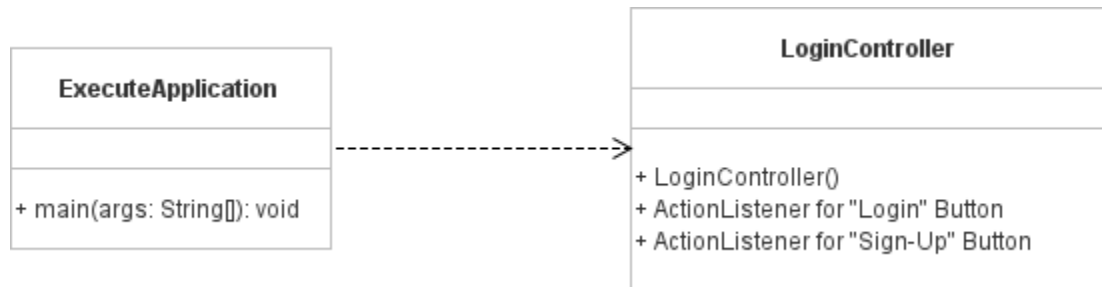 ExecuteApplication
+ main(args: String[]): void
LoginController
+ LoginController()
+ ActionListener for "Login" Button
+ ActionListener for "Sign-Up" Button